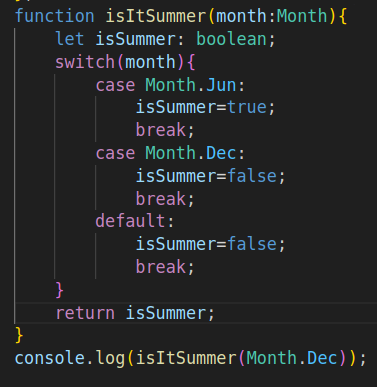 function isItSummer(month:Month){
    let isSummer: boolean;
    switch(month){
        case Month.Jun:
            isSummer=true;
            break;
        case Month.Dec:
            isSummer=false;
            break;
        default:
            isSummer=false;
            break;
    }
    return isSummer;
}
console.log(isItSummer(Month.Dec));